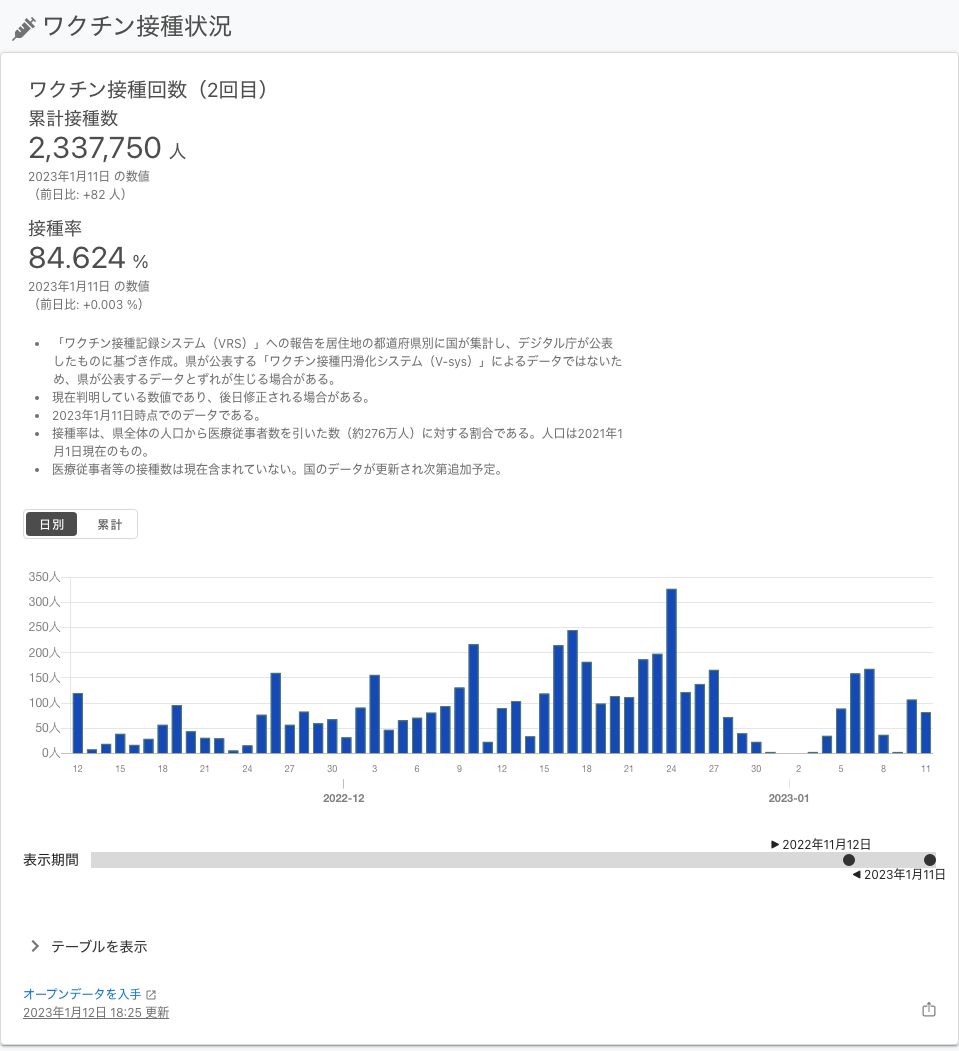 ワクチン接種状況
ワクチン接種回数（2回目）
累計接種数
2,337,750 人
2023年1月11日 の数値
（前日比: +82 人）
接種率
84.624 %
2023年1月11日 の数値
（前日比: +0.003 %）
• 「ワクチン接種記録システム（VRS）」への報告を居住地の都道府県別に国が集計し、デジタル庁が公表
したものに基づき作成。県が公表する「ワクチン接種円滑化システム（V-sys）」によるデータではないた
め、県が公表するデータとずれが生じる場合がある。
• 現在判明している数値であり、後日修正される場合がある。
• 2023年1月11日時点でのデータである。
• 接種率は、県全体の人口から医療従事者数を引いた数（約276万人）に対する割合である。人口は2021年1
月1日現在のもの。
• 医療従事者等の接種数は現在含まれていない。国のデータが更新され次第追加予定。
日別 累計
350人
300人
250人
200人
150人
100人
50人
0人
12 15 18 21 24 27 30 3 6 9 12 15 18 21 24 27 30 2 5 8 11
2022-12 2023-01
▶ 2022年11月12日
表示期間
◀ 2023年1月11日
テーブルを表示
オープンデータを入手
2023年1月12日 18:25 更新